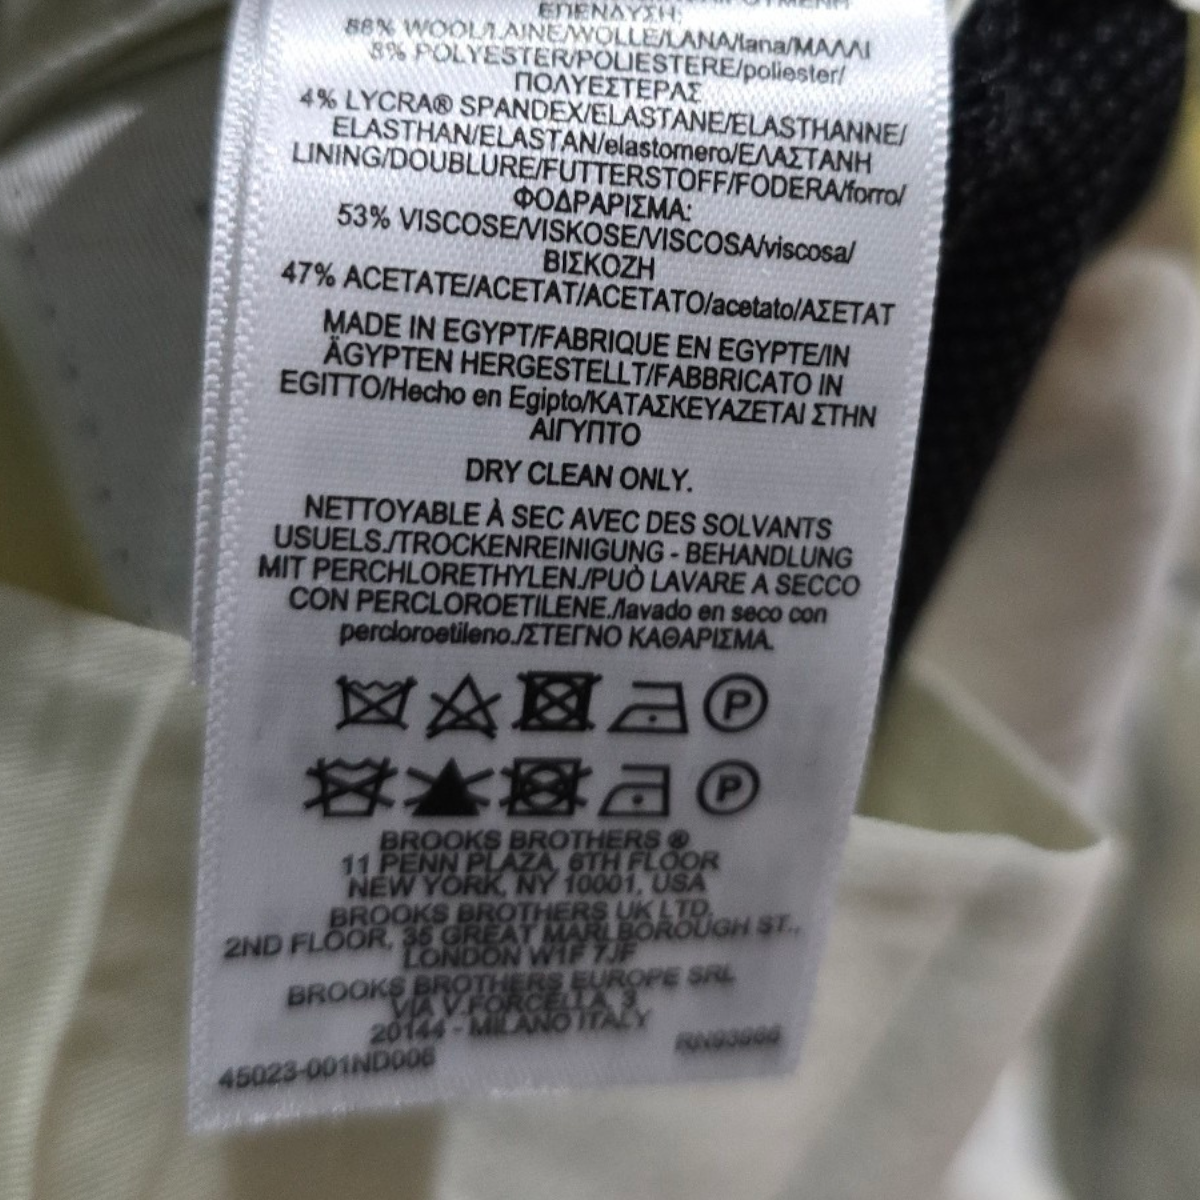 ΕΠΕΝΔΥΣΗ:
88% WOOL/LAINE/WOLLE/LANA/lana/ΜΑΛΛΙ
8% POLYESTER/POLIESTERE/poliester/
ΠΟΛΥΕΣΤΕΡΑΣ
4% LYCRA® SPANDEX/ELASTANE/ELASTHANNE/
ELASTHAN/ELASTAN/elastomero/ΕΛΑΣΤΑΝΗ
LINING/DOUBLURE/FUTTERSTOFF/FODERA/forro/
ΦΟΔΡΑΡΙΣΜΑ:
53% VISCOSE/VISKOSE/VISCOSA/viscosa/
ΒΙΣΚΟΖΗ
47% ACETATE/ACETAT/ACETATO/acetato/ΑΣΕΤΑΤ
MADE IN EGYPT/FABRIQUE EN EGYPTE/IN
ÄGYPTEN HERGESTELLT/FABBRICATO IN
EGITTO/Hecho en Egipto/ΚΑΤΑΣΚΕΥΑΖΕΤΑΙ ΣΤΗΝ
ΑΙΓΥΠΤΟ
DRY CLEAN ONLY.
NETTOYABLE À SEC AVEC DES SOLVANTS
USUELS./TROCKENREINIGUNG - BEHANDLUNG
MIT PERCHLORETHYLEN./PUÒ LAVARE A SECCO
CON PERCLOROETILENE./lavado en seco con
percloroetileno./ΣΤΕΓΝΟ ΚΑΘΑΡΙΣΜΑ.
P
P
BROOKS BROTHERS ®
11 PENN PLAZA, 6TH FLOOR
NEW YORK, NY 10001, USA
BROOKS BROTHERS UK LTD.
2ND FLOOR, 35 GREAT MARLBOROUGH ST.,
LONDON W1F 7JF
BROOKS BROTHERS EUROPE SRL
VIA V.FORCELLA, 3
20144 - MILANO ITALY
45023-001ND006